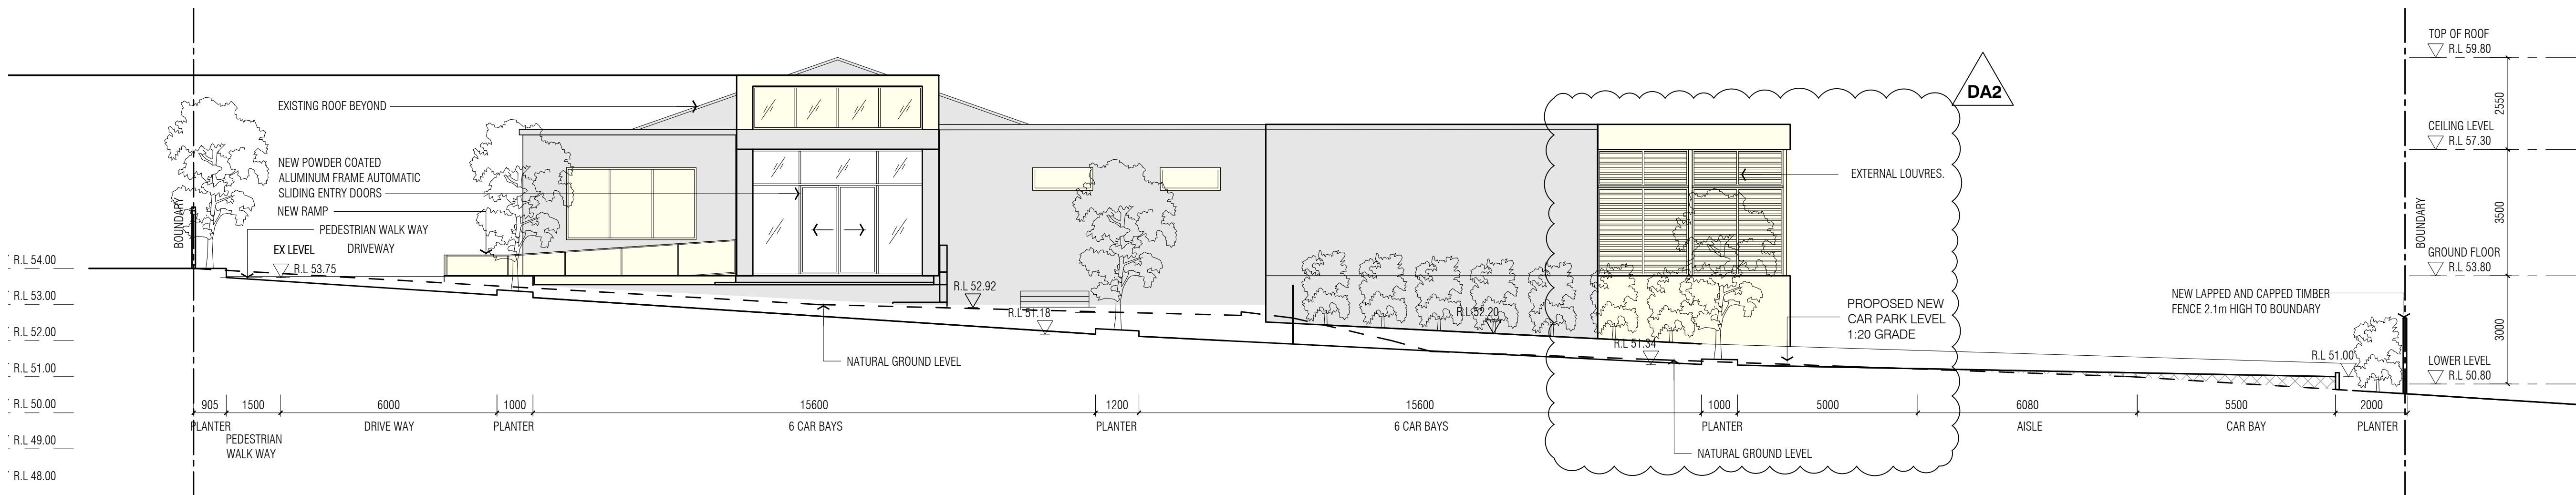 TOP OF ROOF
R.L 59.80
DA2
2550
EXISTING ROOF BEYOND
CEILING LEVEL
R.L 57.30
NEW POWDER COATED
ALUMINUM FRAME AUTOMATIC
SLIDING ENTRY DOORS
EXTERNAL LOUVRES.
NEW RAMP
BOUNDARY
PEDESTRIAN WALK WAY
3500
BOUNDARY
EX LEVEL
DRIVEWAY
R.L 54.00
R.L 53.75
GROUND FLOOR
R.L 53.80
R.L 53.00
R.L 52.92
NEW LAPPED AND CAPPED TIMBER
FENCE 2.1m HIGH TO BOUNDARY
PROPOSED NEW
CAR PARK LEVEL
1:20 GRADE
R.L 51.18
R.L 52.20
R.L 52.00
3000
R.L 51.34
R.L 51.00
NATURAL GROUND LEVEL
LOWER LEVEL
R.L 50.80
R.L 51.00
R.L 50.00
905
1500
6000
1000
15600
1200
15600
1000
5000
6080
5500
2000
PLANTER
PEDESTRIAN
WALK WAY
DRIVE WAY
PLANTER
6 CAR BAYS
PLANTER
6 CAR BAYS
PLANTER
AISLE
CAR BAY
PLANTER
R.L 49.00
NATURAL GROUND LEVEL
R.L 48.00